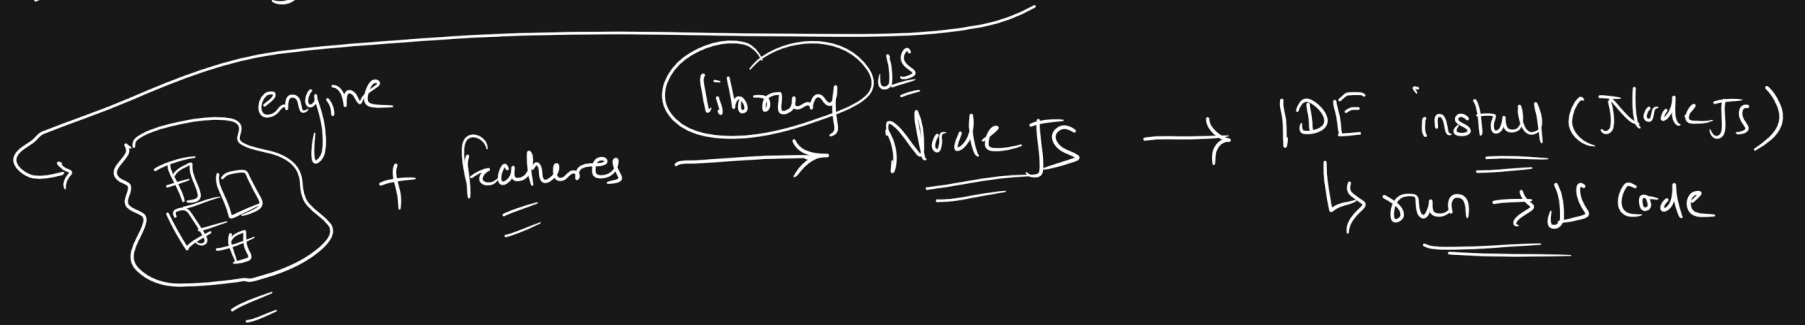 engine
library JS
+ features → NodeJS → IDE install (NodeJs)
↳ run → JS Code